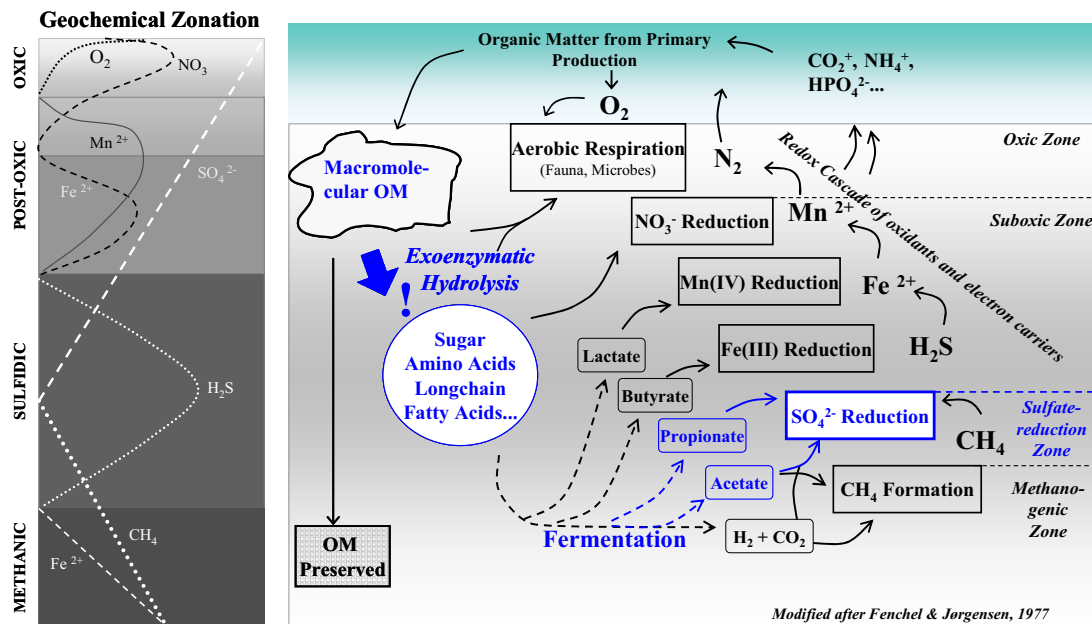 Geochemical Zonation
OXIC
POST-OXIC
SULFIDIC
METHANIC
O2
NO3
Mn 2+
SO4 2-
Fe 2+
H2S
CH4
Fe 2+
Organic Matter from Primary
Production
O2
CO2+, NH4+,
HPO42-...
Oxic Zone
Macromole-
cular OM
Aerobic Respiration
(Fauna, Microbes)
N2
Redox Cascade of oxidants and electron carriers
NO3- Reduction
Mn 2+
Suboxic Zone
Exoenzymatic
Hydrolysis
!
Mn(IV) Reduction
Fe 2+
Sugar
Amino Acids
Longchain
Fatty Acids...
Lactate
Fe(III) Reduction
H2S
Butyrate
Propionate
SO42- Reduction
CH4
Sulfate-
reduction
Zone
Acetate
CH4 Formation
Methano-
genic
Zone
Fermentation
H2 + CO2
OM
Preserved
Modified after Fenchel & Jørgensen, 1977